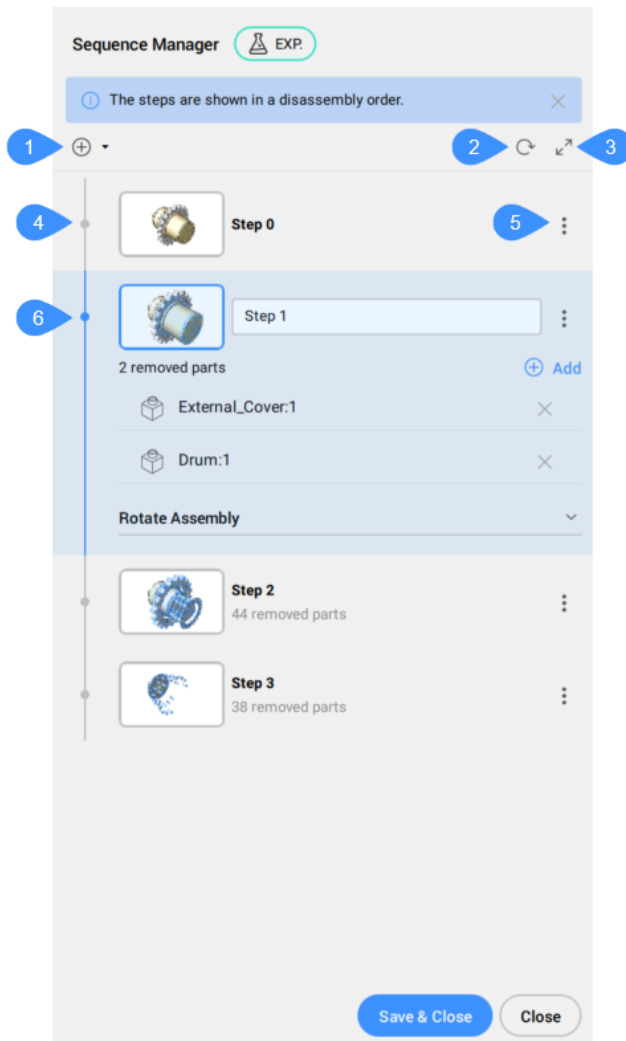 Sequence Manager EXP.
The steps are shown in a disassembly order.
1 2 3
4 Step 0 5
6 Step 1
2 removed parts Add
External_Cover:1
Drum:1
Rotate Assembly
Step 2
44 removed parts
Step 3
38 removed parts
Save & Close Close